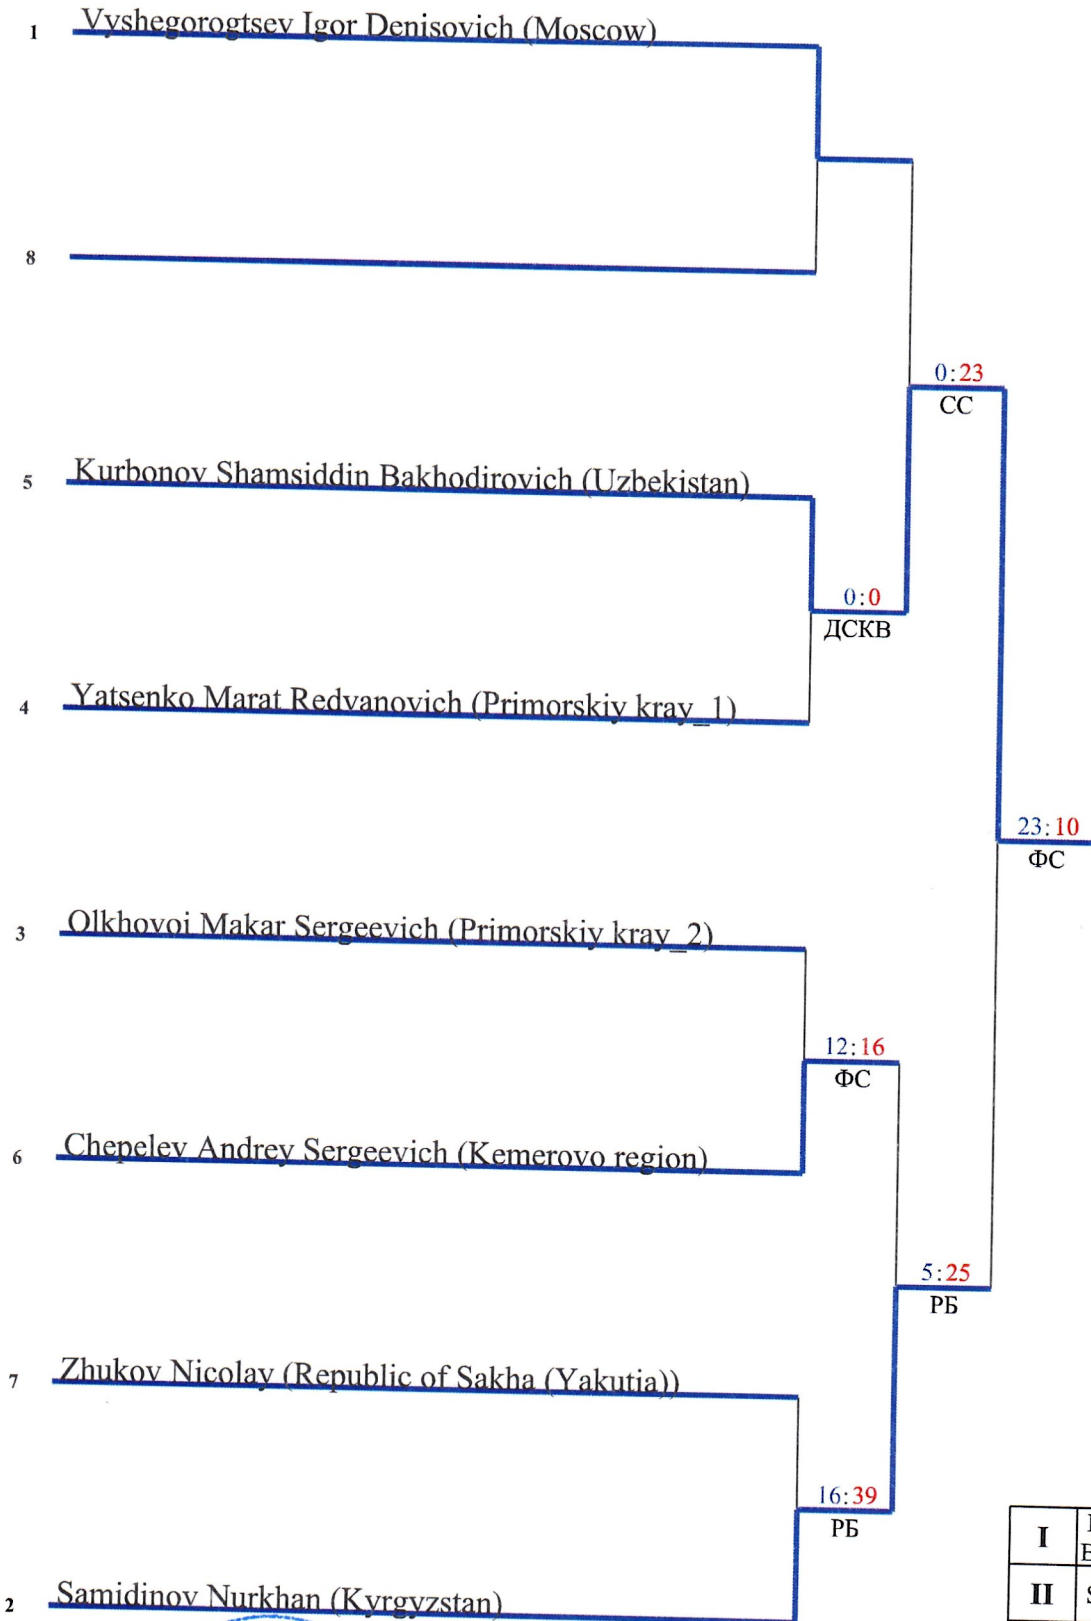 1 Vyshegorogtsev Igor Denisovich (Moscow)
8
0:23
СС
5 Kurbonov Shamsiddin Bakhodirovich (Uzbekistan)
0:0
ДСКВ
4 Yatsenko Marat Redvanovich (Primorskiy kray_1)
23:10
ФС
3 Olkhovoi Makar Sergeevich (Primorskiy kray_2)
12:16
ФС
6 Chepelev Andrey Sergeevich (Kemerovo region)
5:25
РБ
7 Zhukov Nicolay (Republic of Sakha (Yakutia))
16:39
РБ
I
II
2 Samidinov Nurkhan (Kyrgyzstan)